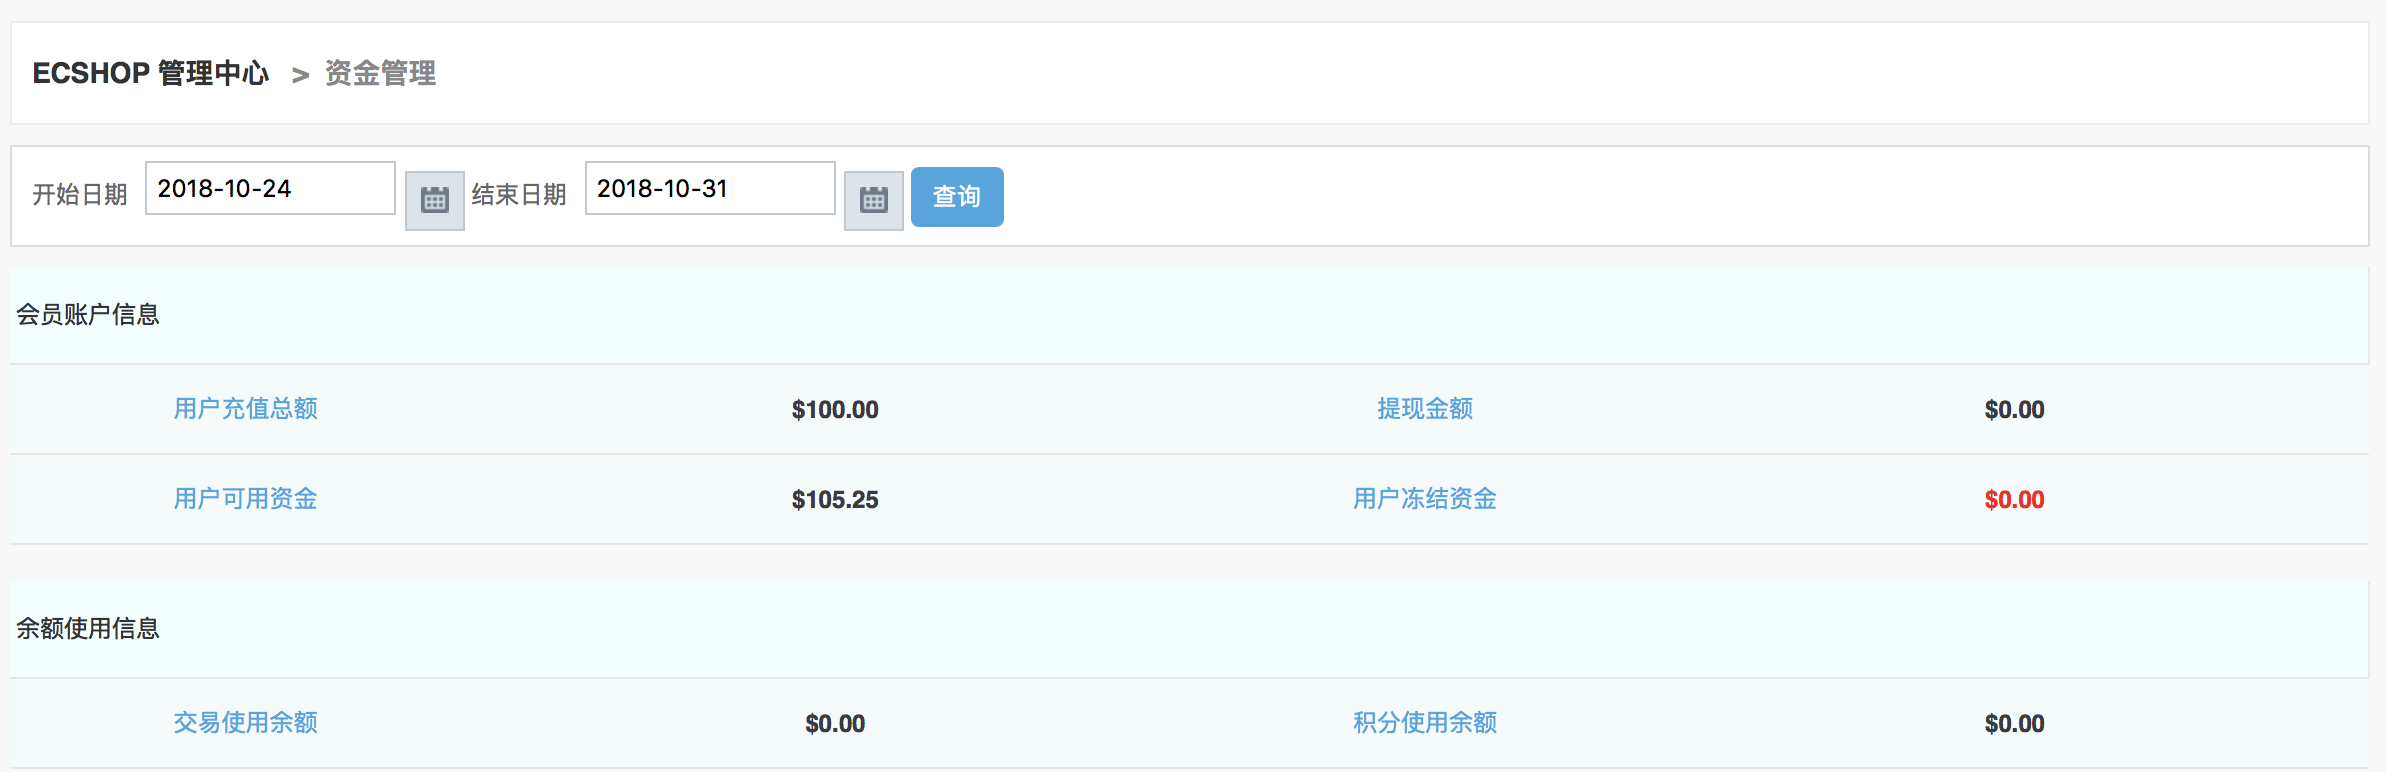 ECSHOP 管理中心 > 资金管理
开始日期 2018-10-24 结束日期 2018-10-31 查询
会员账户信息
用户充值总额 $100.00 提现金额 $0.00
用户可用资金 $105.25 用户冻结资金 $0.00
余额使用信息
交易使用余额 $0.00 积分使用余额 $0.00